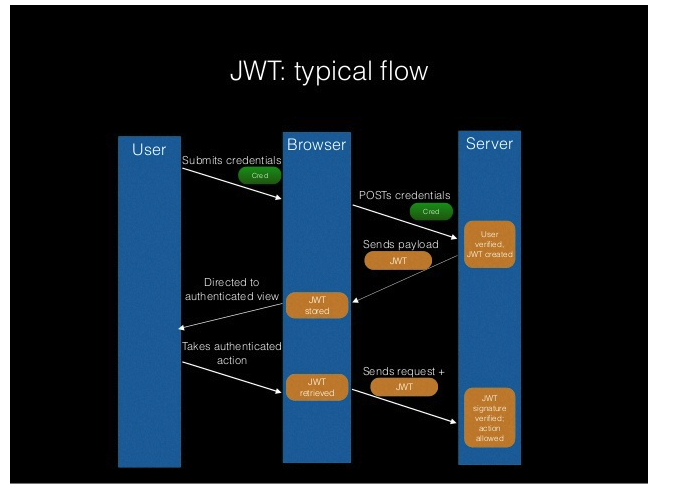 JWT: typical flow
User
Browser
Server
Submits credentials
Cred
POSTs credentials
Cred
User
verified,
JWT created
Sends payload
JWT
Directed to
authenticated view
JWT
stored
Takes authenticated
action
JWT
retrieved
Sends request +
JWT
JWT
signature
verified;
action
allowed